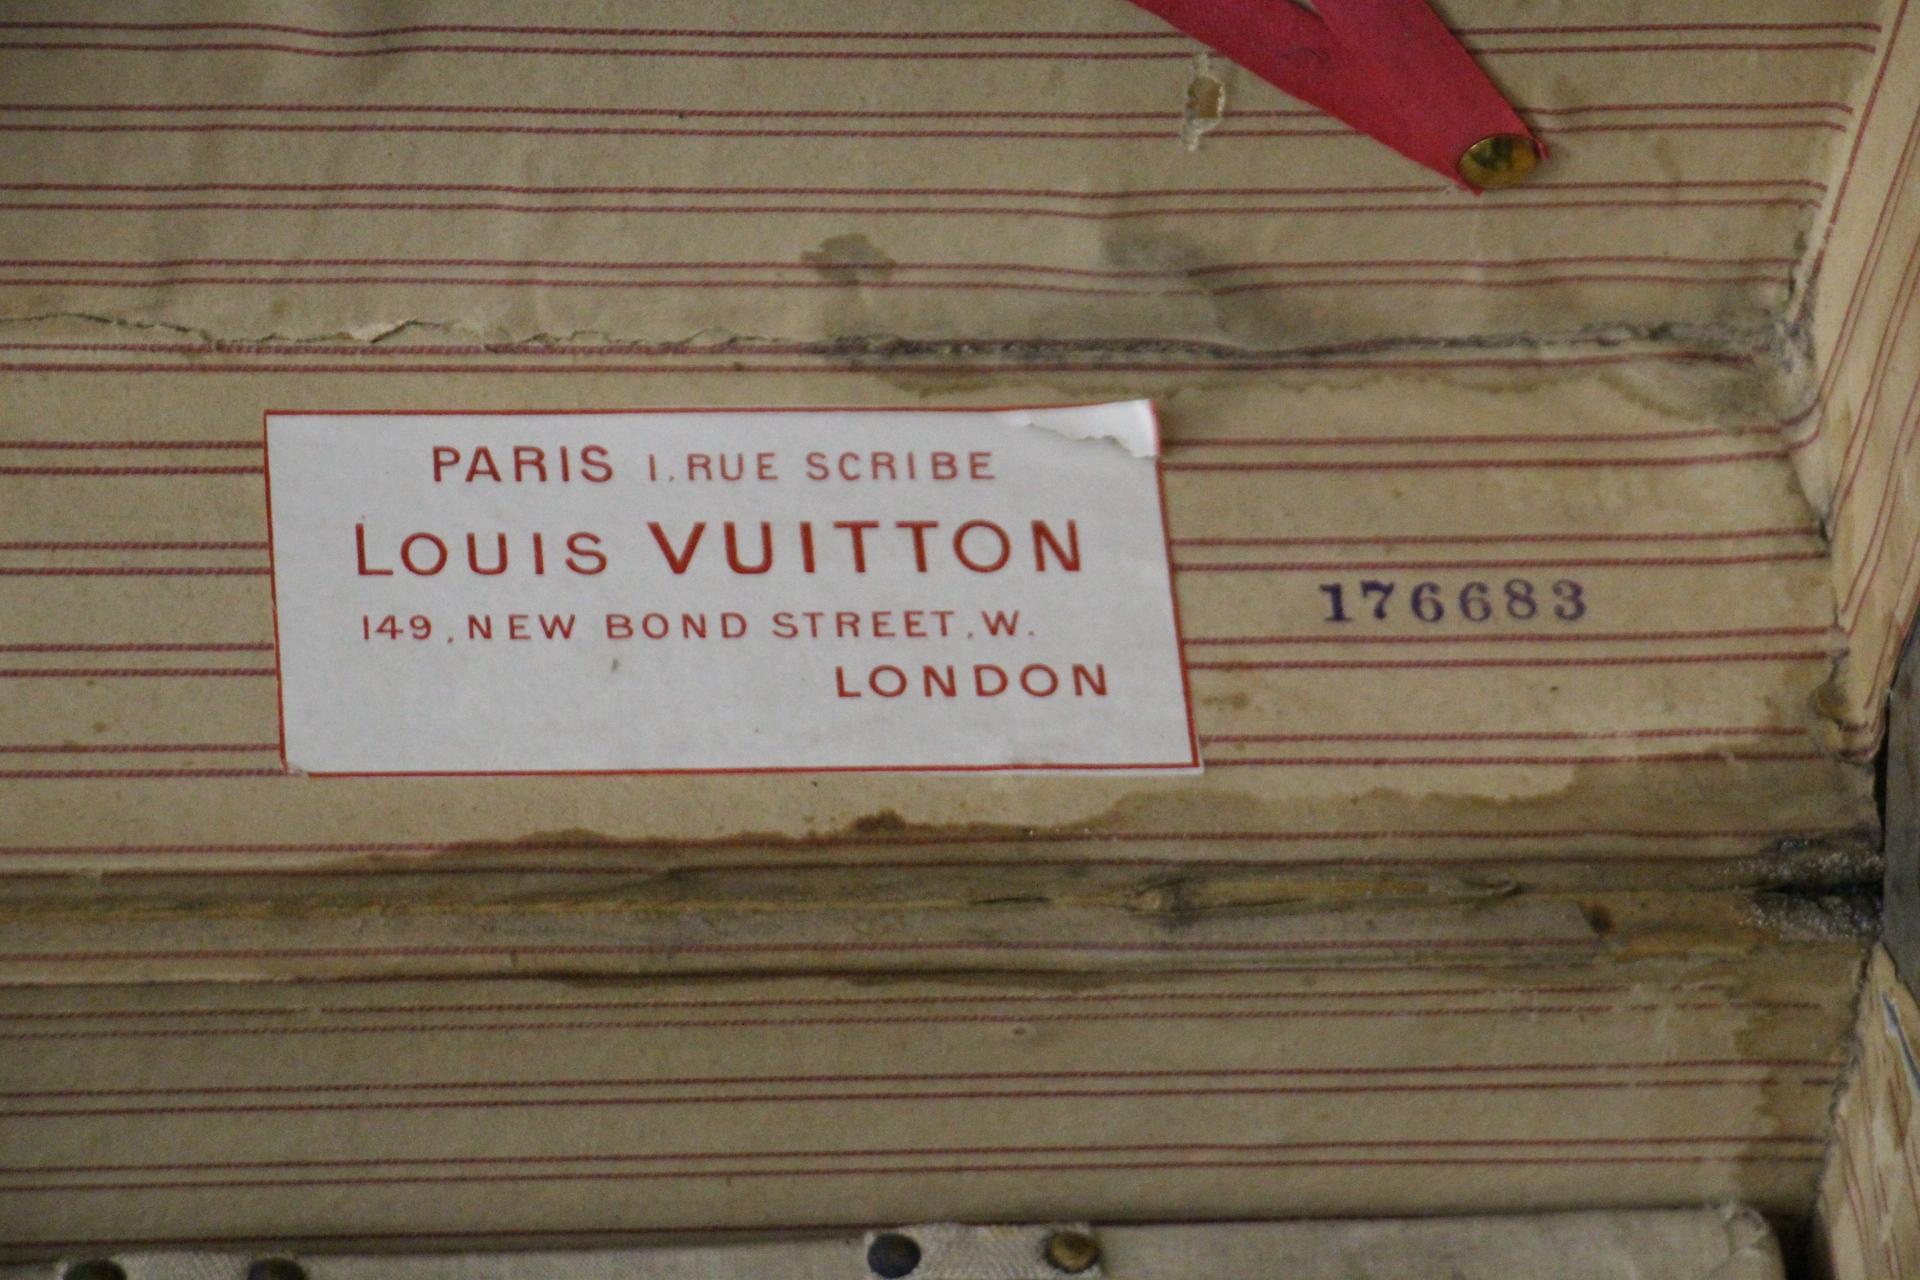 PARIS 1. RUE SCRIBE
LOUIS VUITTON
149, NEW BOND STREET, W.
LONDON
176683